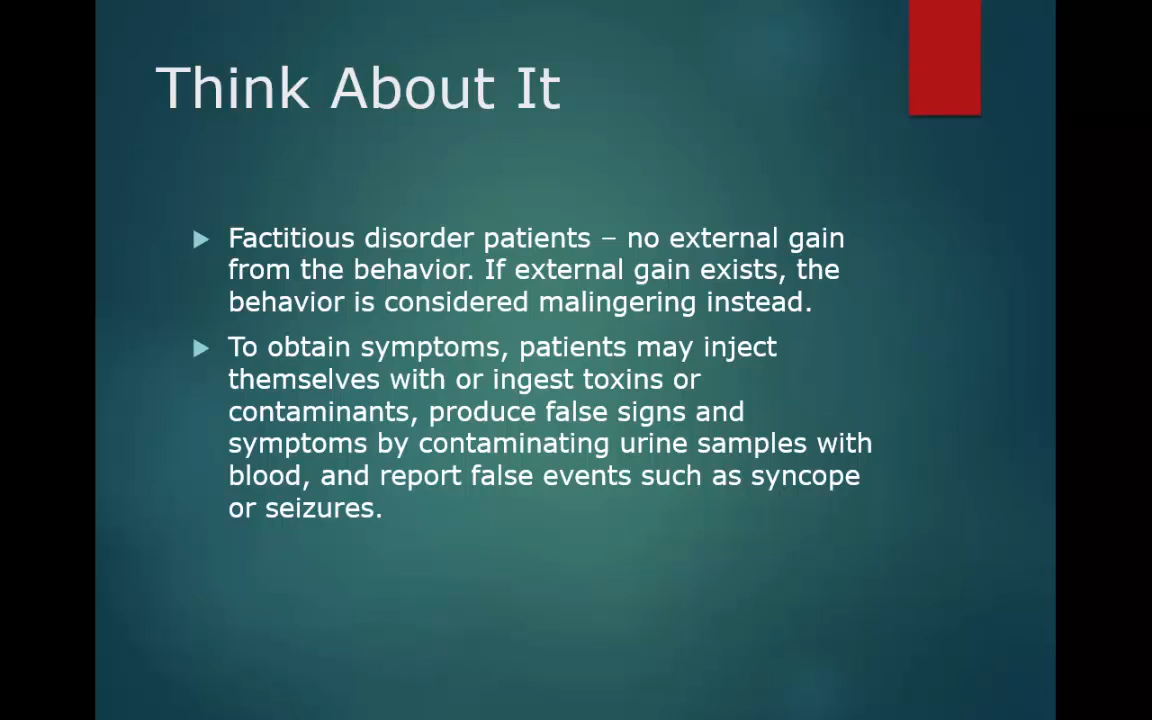 Think About It
Factitious disorder patients – no external gain
from the behavior. If external gain exists, the
behavior is considered malingering instead.
To obtain symptoms, patients may inject
themselves with or ingest toxins or
contaminants, produce false signs and
symptoms by contaminating urine samples with
blood, and report false events such as syncope
or seizures.